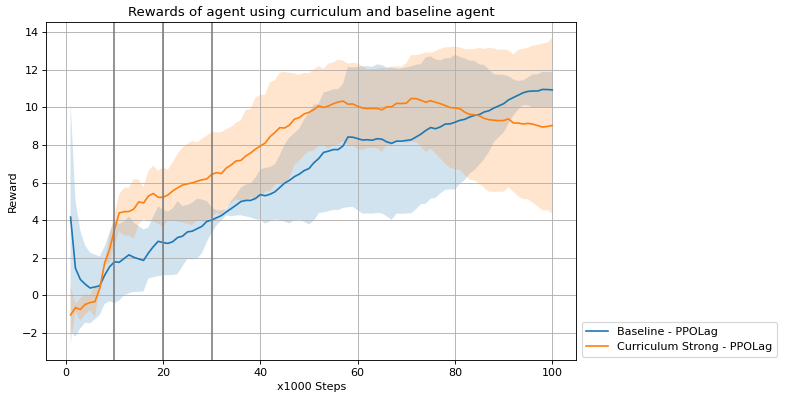 Rewards of agent using curriculum and baseline agent
14
12
10
8
6
4
2
0
−2
Reward
0 20 40 60 80 100
x1000 Steps
Baseline - PPOLag
Curriculum Strong - PPOLag